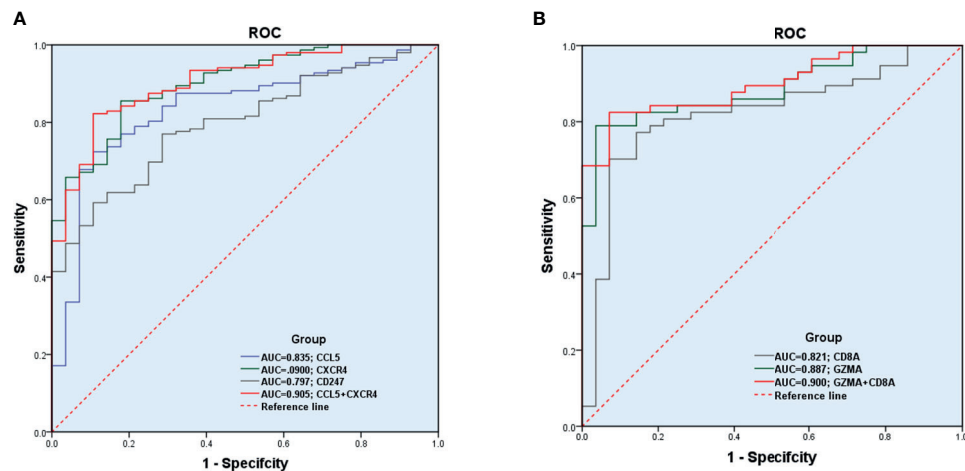 A
ROC
1.0
0.8
0.6
0.4
0.2
0.0
Sensitivity
0.0 0.2 0.4 0.6 0.8 1.0
1 - Specifcity
Group
AUC=0.835; CCL5
AUC=.0900; CXCR4
AUC=0.797; CD247
AUC=0.905; CCL5+CXCR4
Reference line
B
ROC
1.0
0.8
0.6
0.4
0.2
0.0
Sensitivity
0.0 0.2 0.4 0.6 0.8 1.0
1 - Specifcity
Group
AUC=0.821; CD8A
AUC=0.887; GZMA
AUC=0.900; GZMA+CD8A
Reference line